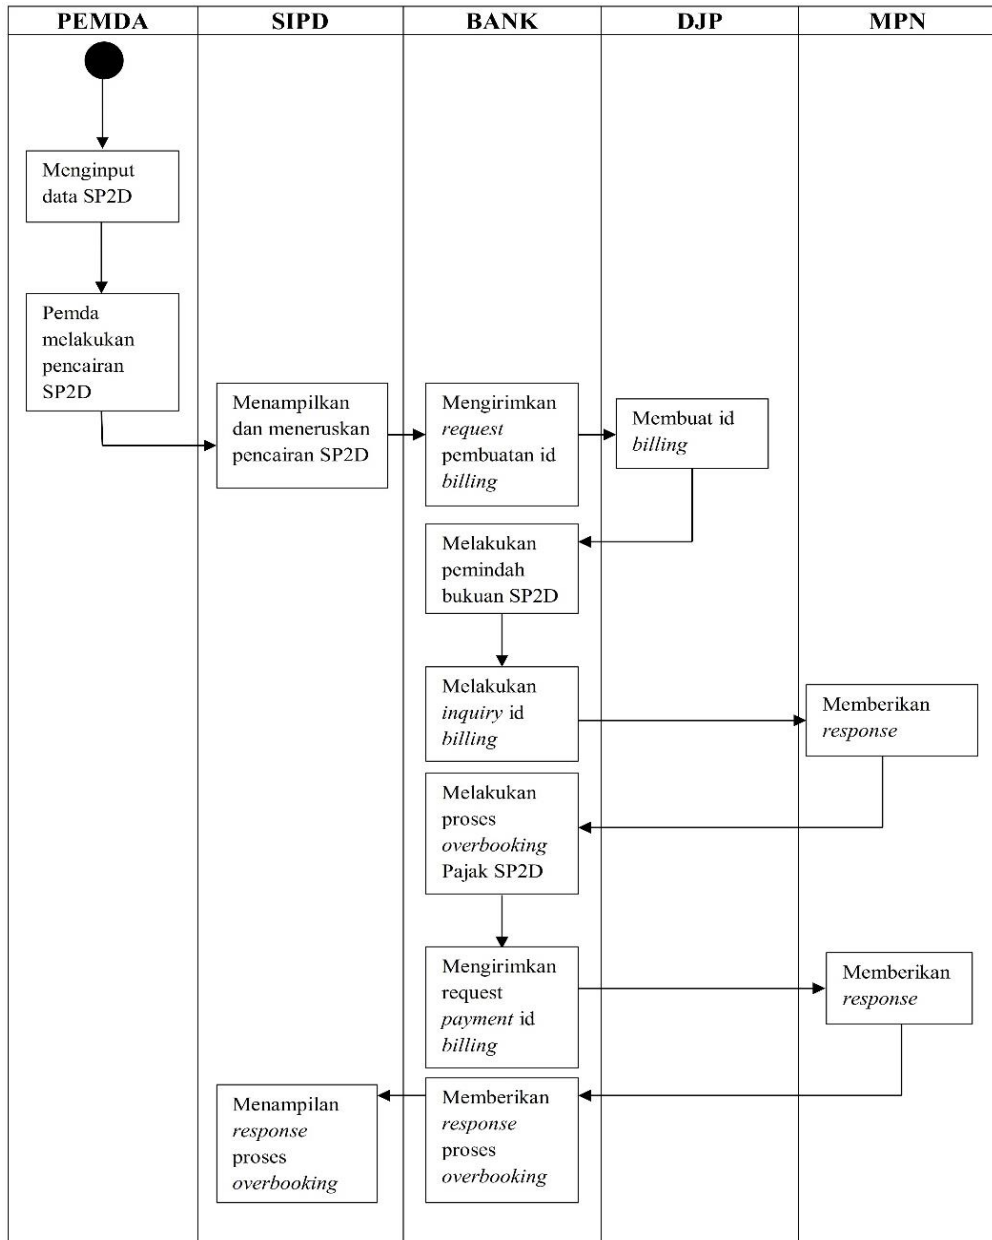 PEMDA SIPD BANK DJP MPN
Menginput
data SP2D
Pemda
melakukan
pencairan
SP2D
Menampilkan
dan meneruskan
pencairan SP2D
Mengirimkan
request
pembuatan id
billing
Membuat id
billing
Melakukan
pemindah
bukuan SP2D
Melakukan
inquiry id
billing
Memberikan
response
Melakukan
proses
overbooking
Pajak SP2D
Mengirimkan
request
payment id
billing
Memberikan
response
Memberikan
response
proses
overbooking
Menampilan
response
proses
overbooking